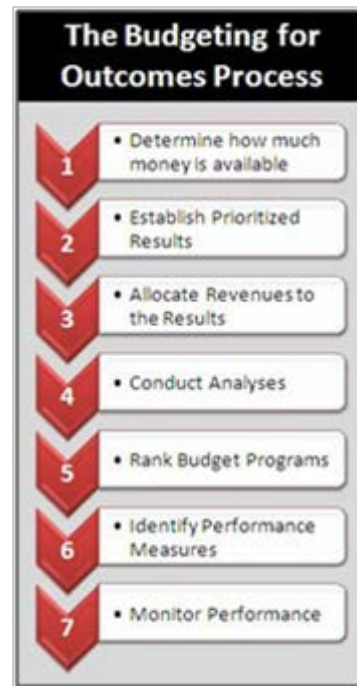 The Budgeting for
Outcomes Process
1
• Determine how much
money is available
2
• Establish Prioritized
Results
3
• Allocate Revenues to
the Results
4
• Conduct Analyses
5
• Rank Budget Programs
6
• Identify Performance
Measures
7
• Monitor Performance